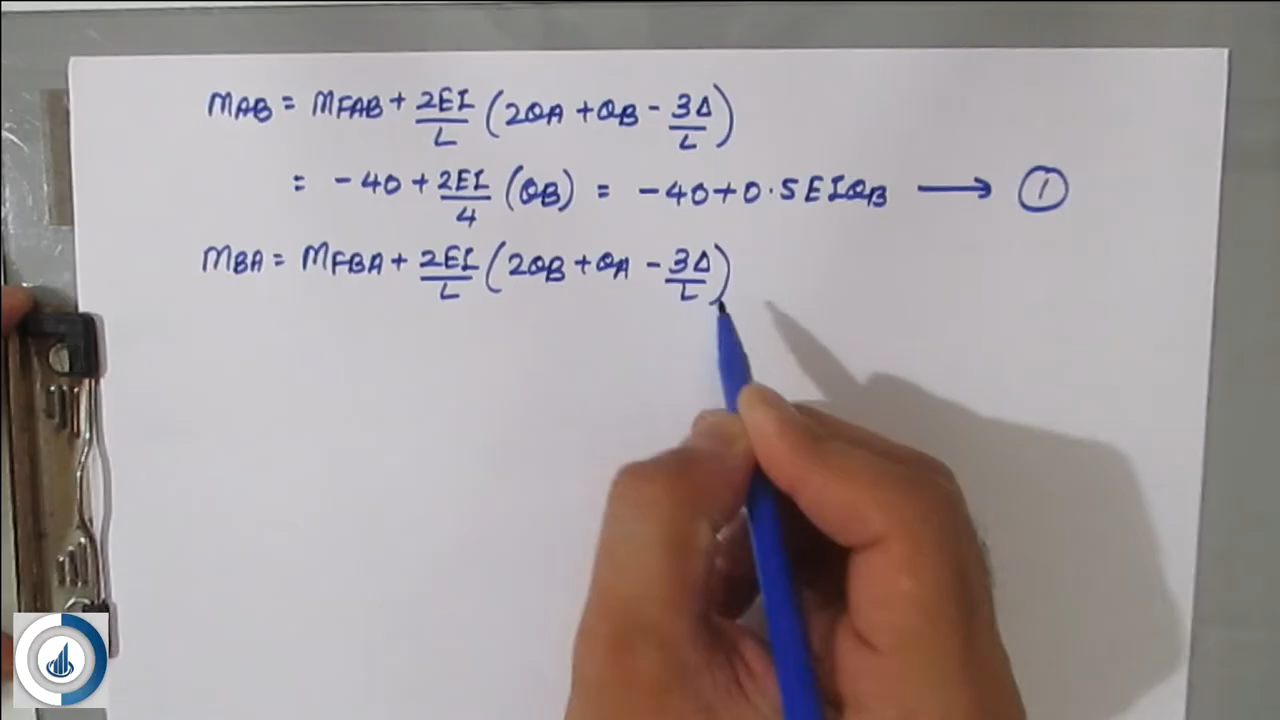 MAB = MFAB + 2EI/L (2θA + θB - 3Δ/L)
= -40 + 2EI/4 (θB) = -40 + 0.5EIθB → ①
MBA = MFBA + 2EI/L (2θB + θA - 3Δ/L)